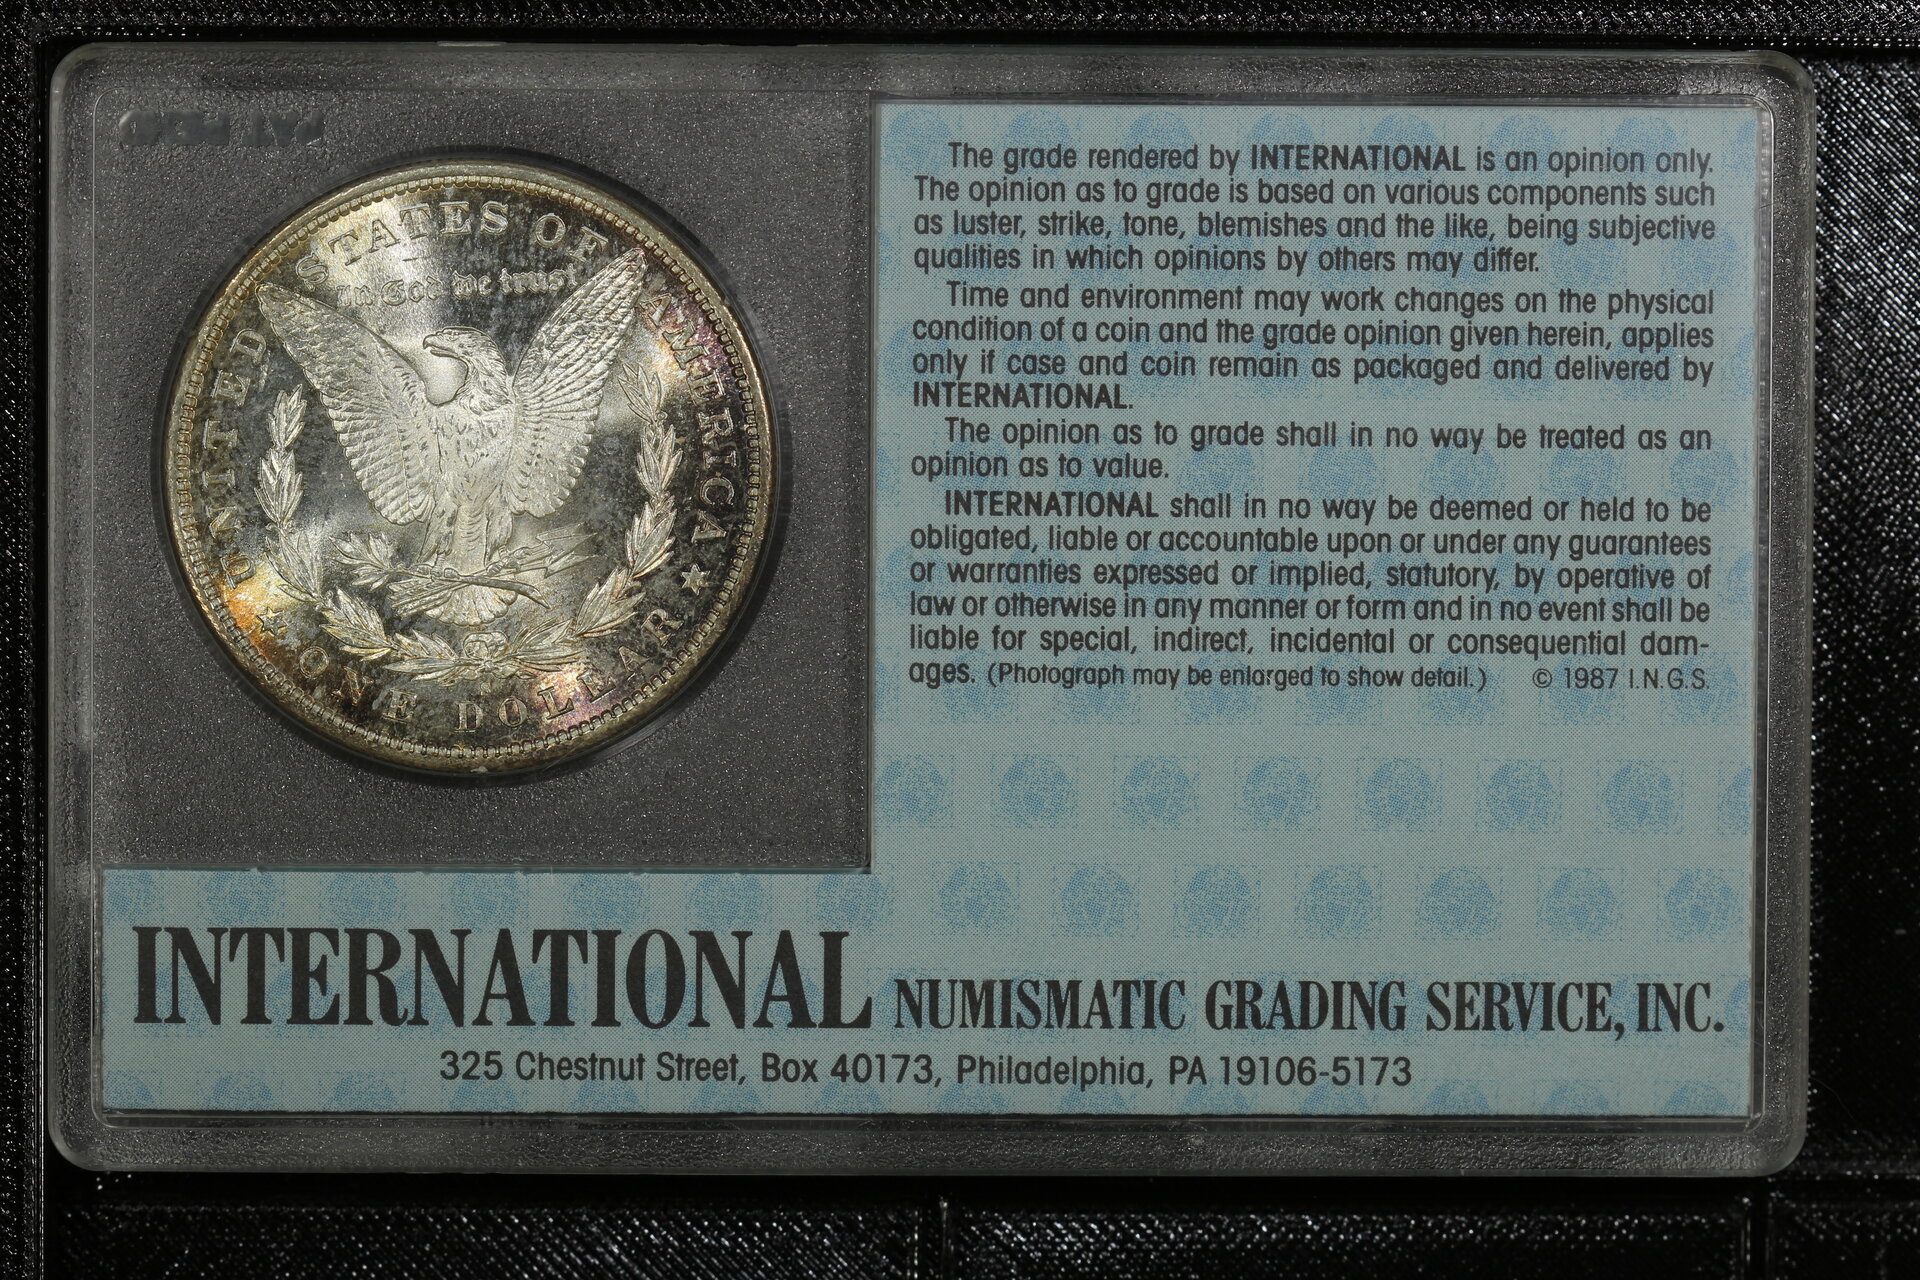 PAT PEND
UNITED STATES OF AMERICA
In God we trust
ONE DOLLAR
The grade rendered by INTERNATIONAL is an opinion only.
The opinion as to grade is based on various components such
as luster, strike, tone, blemishes and the like, being subjective
qualities in which opinions by others may differ.
Time and environment may work changes on the physical
condition of a coin and the grade opinion given herein, applies
only if case and coin remain as packaged and delivered by
INTERNATIONAL.
The opinion as to grade shall in no way be treated as an
opinion as to value.
INTERNATIONAL shall in no way be deemed or held to be
obligated, liable or accountable upon or under any guarantees
or warranties expressed or implied, statutory, by operative of
law or otherwise in any manner or form and in no event shall be
liable for special, indirect, incidental or consequential dam-
ages. (Photograph may be enlarged to show detail.) © 1987 I.N.G.S.
INTERNATIONAL NUMISMATIC GRADING SERVICE, INC.
325 Chestnut Street, Box 40173, Philadelphia, PA 19106-5173